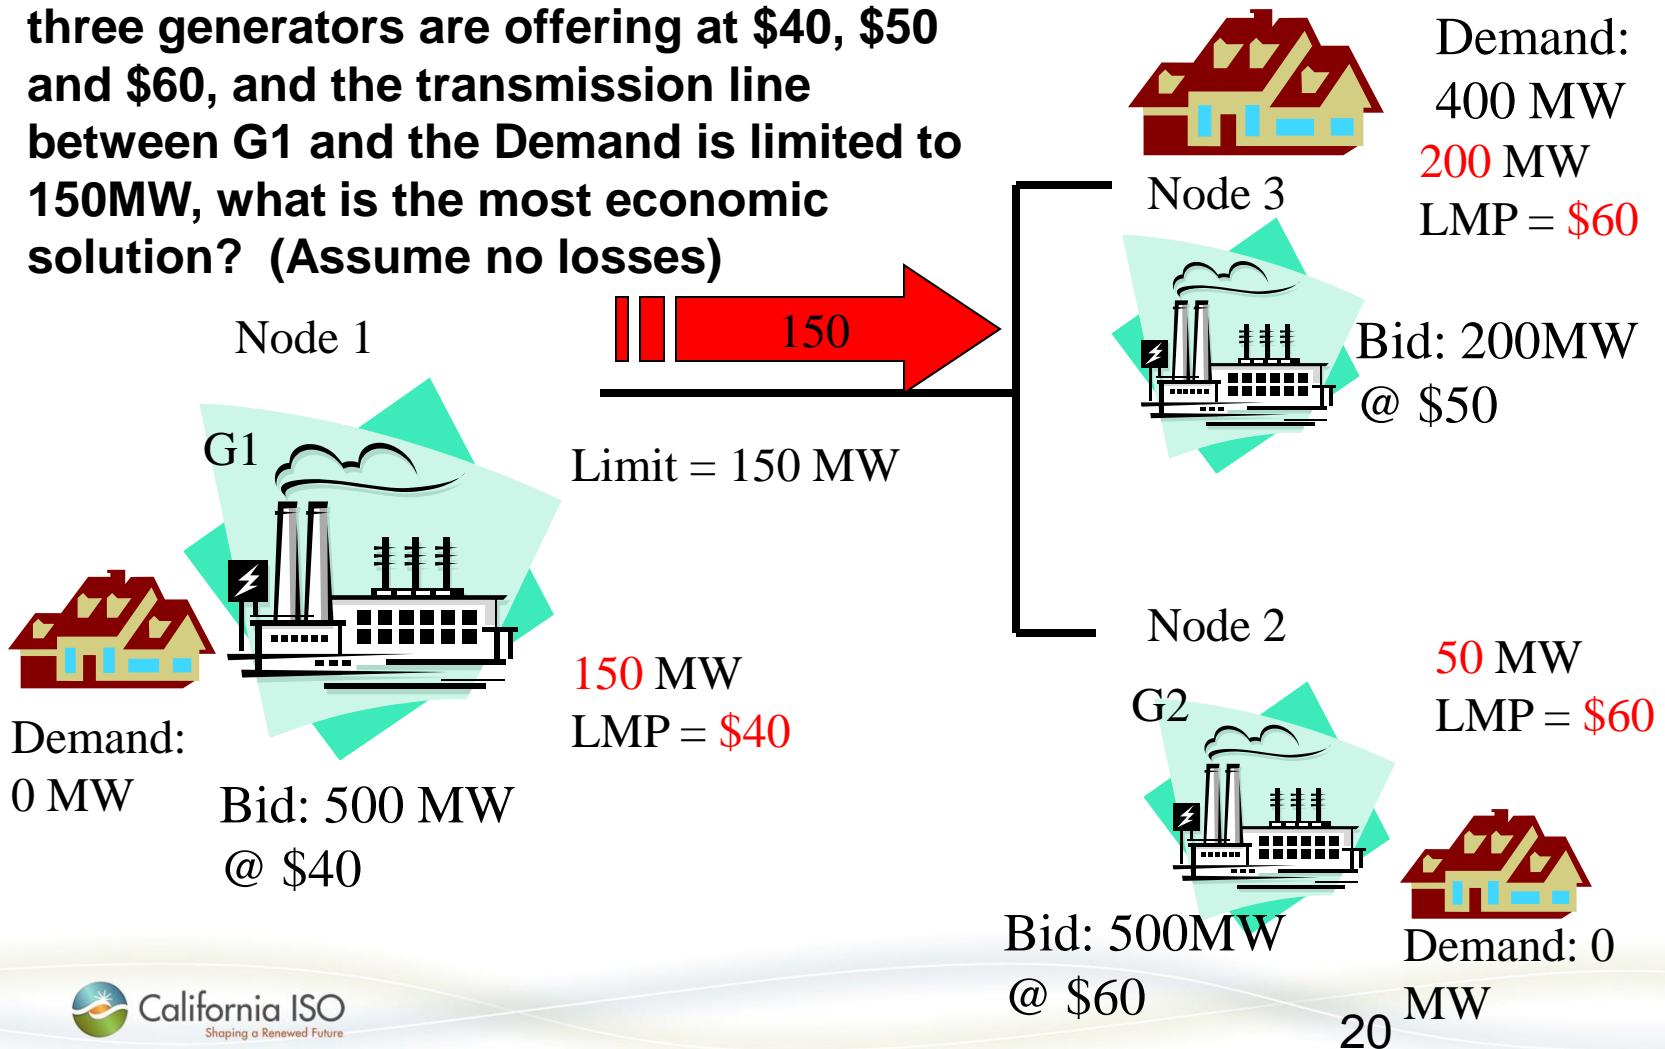 three generators are offering at $40, $50
and $60, and the transmission line
between G1 and the Demand is limited to
150MW, what is the most economic
solution?  (Assume no losses)
Demand:
400 MW
200 MW
LMP = $60
Node 3
Node 1
150
Bid: 200MW
@ $50
G1
Limit = 150 MW
Node 2
150 MW
LMP = $40
50 MW
LMP = $60
G2
Demand:
0 MW
Bid: 500 MW
@ $40
Bid: 500MW
@ $60
Demand: 0
MW
California ISO
Shaping a Renewed Future
20